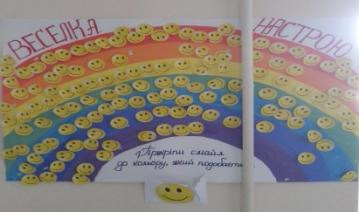 ВЕСЕЛКА НАСТРОЮ
Прикріпи смайл
до кольору, який подобається